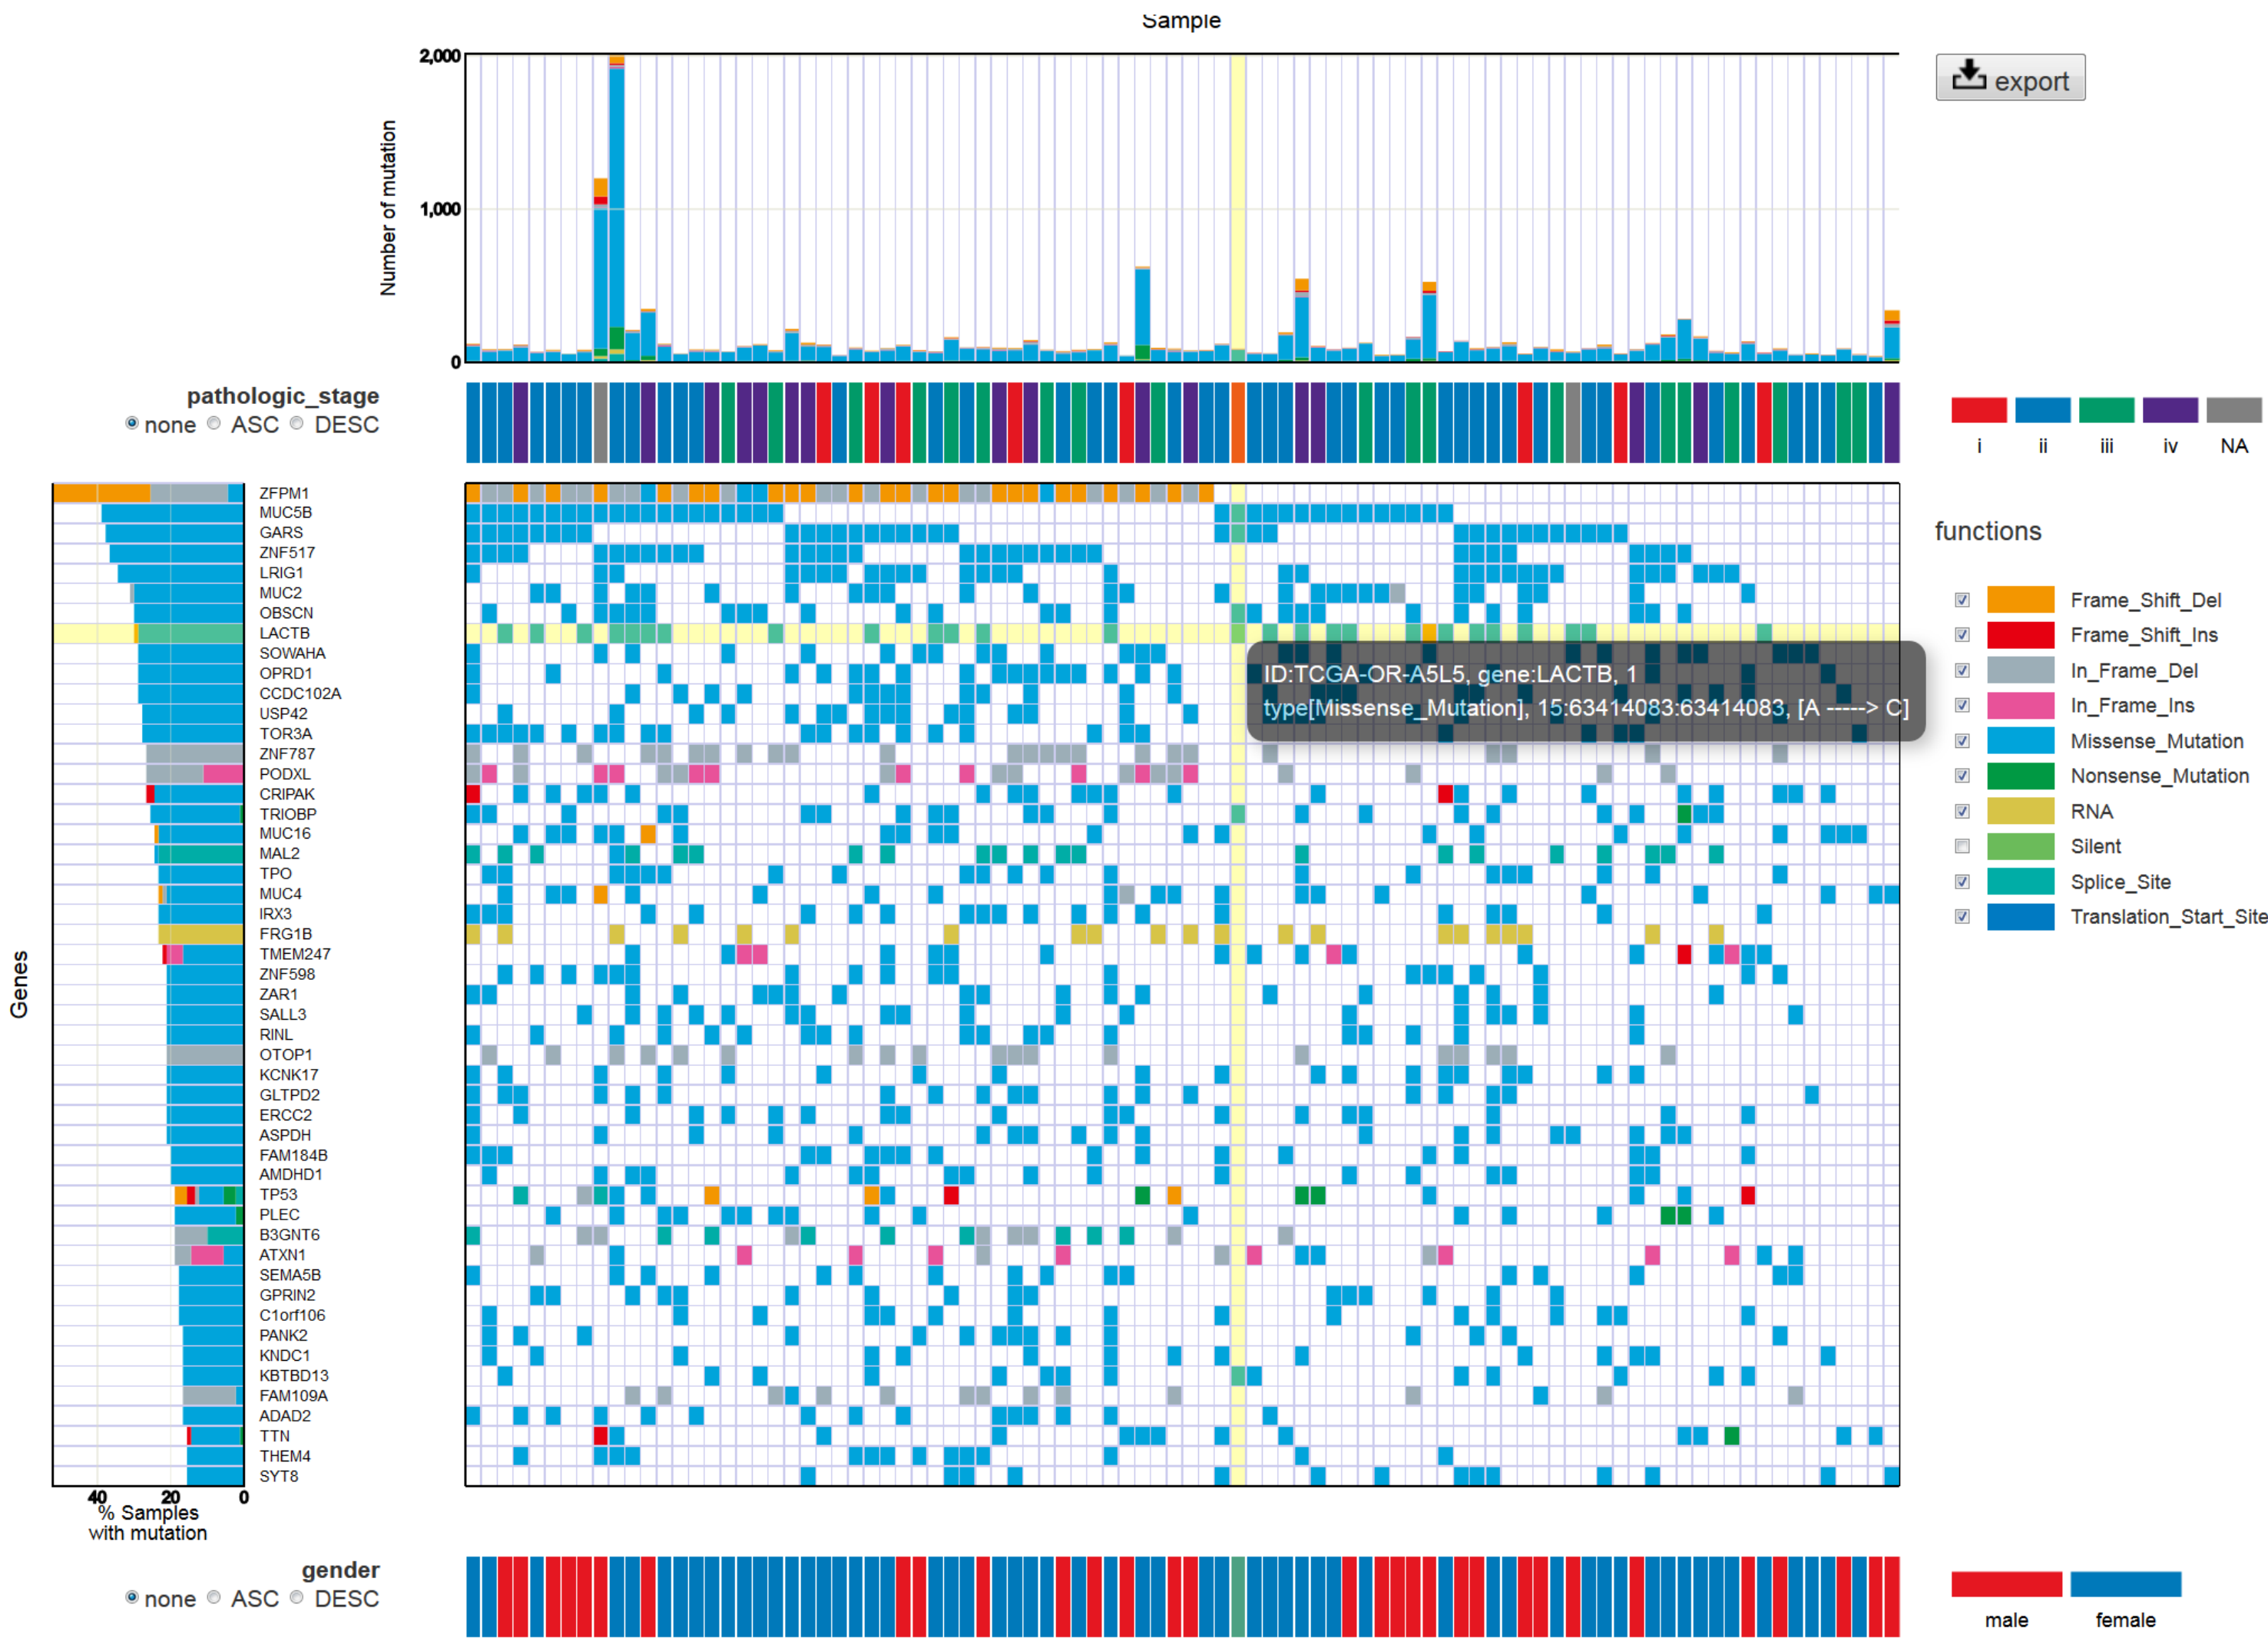 Sample
2,000
1,000
0
Number of mutation
export
pathologic_stage
none ASC DESC
i ii iii iv NA
ZFPM1
MUC5B
GARS
ZNF517
LRIG1
MUC2
OBSCN
LACTB
SOWAHA
OPRD1
CCDC102A
USP42
TOR3A
ZNF787
PODXL
CRIPAK
TRIOBP
MUC16
MAL2
TPO
MUC4
IRX3
FRG1B
TMEM247
ZNF598
ZAR1
SALL3
RINL
OTOP1
KCNK17
GLTPD2
ERCC2
ASPDH
FAM184B
AMDHD1
TP53
PLEC
B3GNT6
ATXN1
SEMA5B
GPRIN2
C1orf106
PANK2
KNDC1
KBTBD13
FAM109A
ADAD2
TTN
THEM4
SYT8
Genes
40 20 0
% Samples
with mutation
ID:TCGA-OR-A5L5, gene:LACTB, 1
type[Missense_Mutation], 15:63414083:63414083, [A -----> C]
functions
Frame_Shift_Del
Frame_Shift_Ins
In_Frame_Del
In_Frame_Ins
Missense_Mutation
Nonsense_Mutation
RNA
Silent
Splice_Site
Translation_Start_Site
gender
none ASC DESC
male female